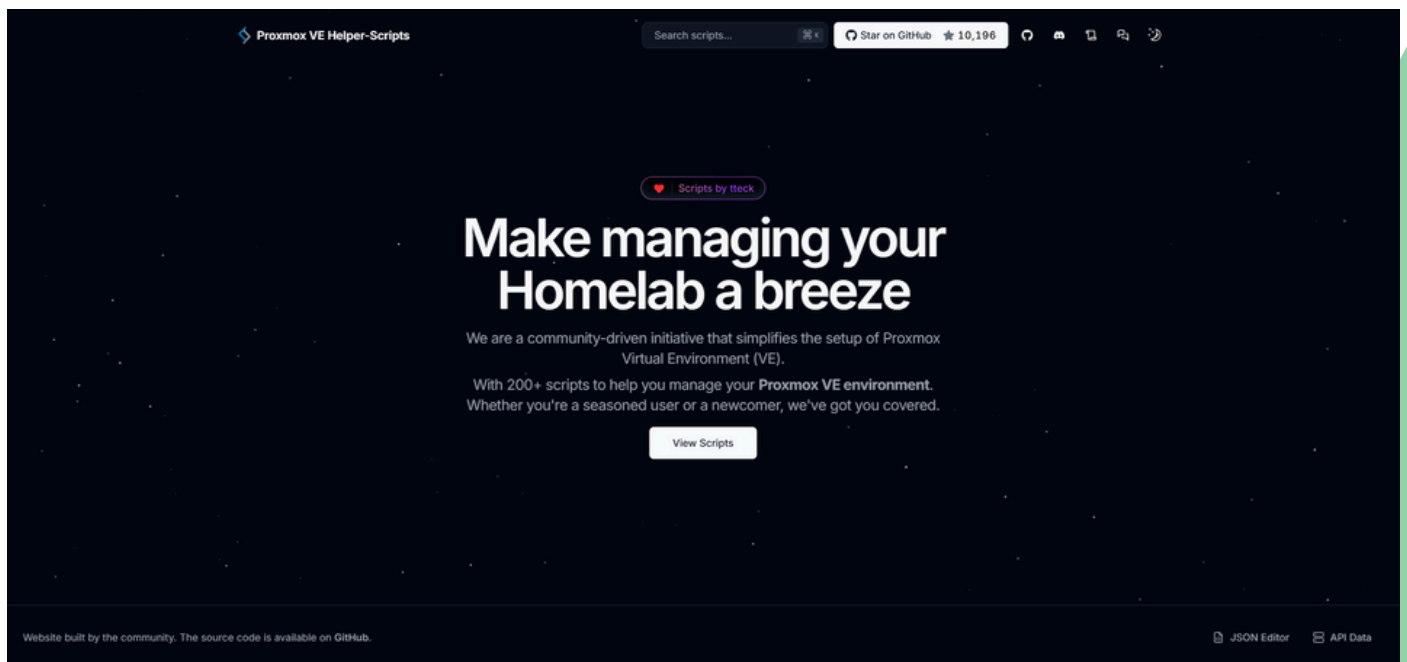 Proxmox VE Helper-Scripts
Search scripts...
⌘ K
Star on GitHub
10,196
Scripts by tteck
Make managing your
Homelab a breeze
We are a community-driven initiative that simplifies the setup of Proxmox
Virtual Environment (VE).
With 200+ scripts to help you manage your Proxmox VE environment.
Whether you're a seasoned user or a newcomer, we've got you covered.
View Scripts
Website built by the community. The source code is available on GitHub.
JSON Editor
API Data